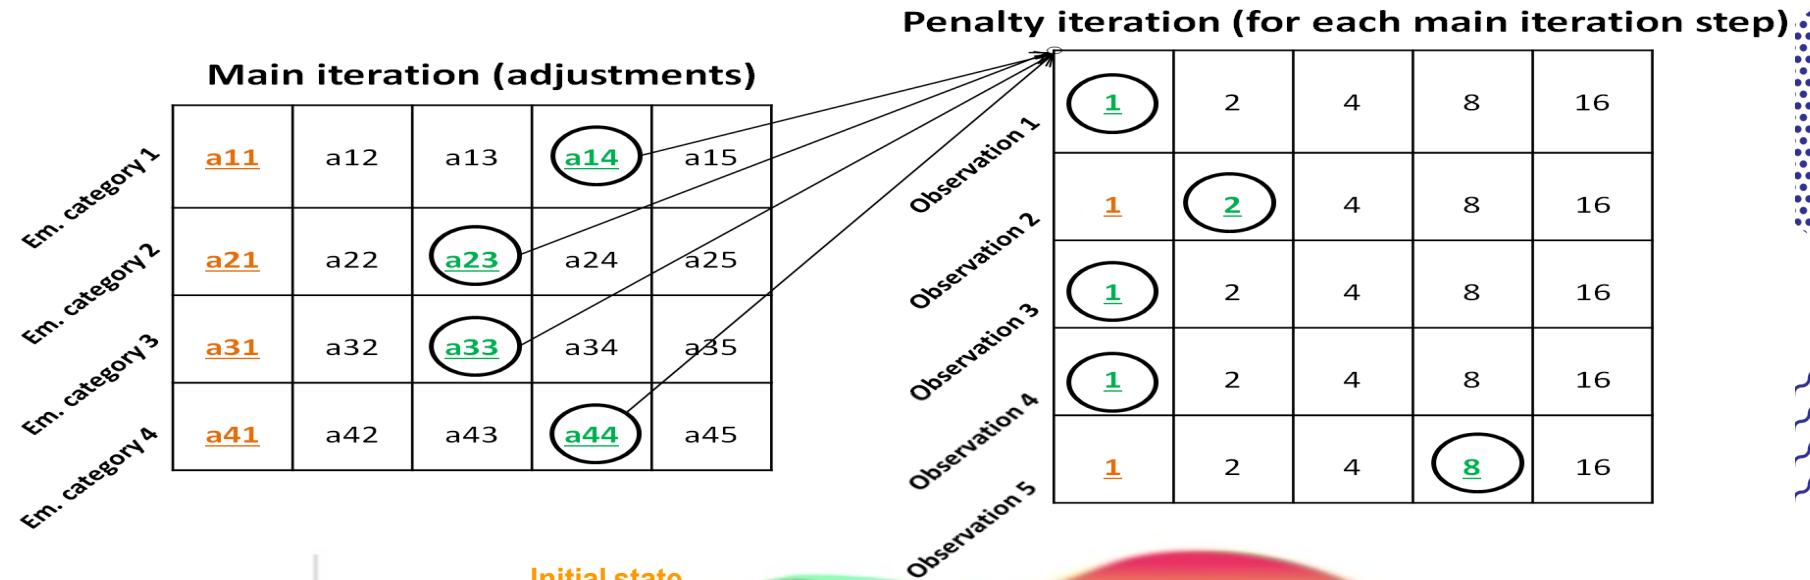 Penalty iteration (for each main iteration step)
Main iteration (adjustments)
Em. category 1 a11 a12 a13 a14 a15
Em. category 2 a21 a22 a23 a24 a25
Em. category 3 a31 a32 a33 a34 a35
Em. category 4 a41 a42 a43 a44 a45
Observation 1 1 2 4 8 16
Observation 2 1 2 4 8 16
Observation 3 1 2 4 8 16
Observation 4 1 2 4 8 16
Observation 5 1 2 4 8 16
Initial state